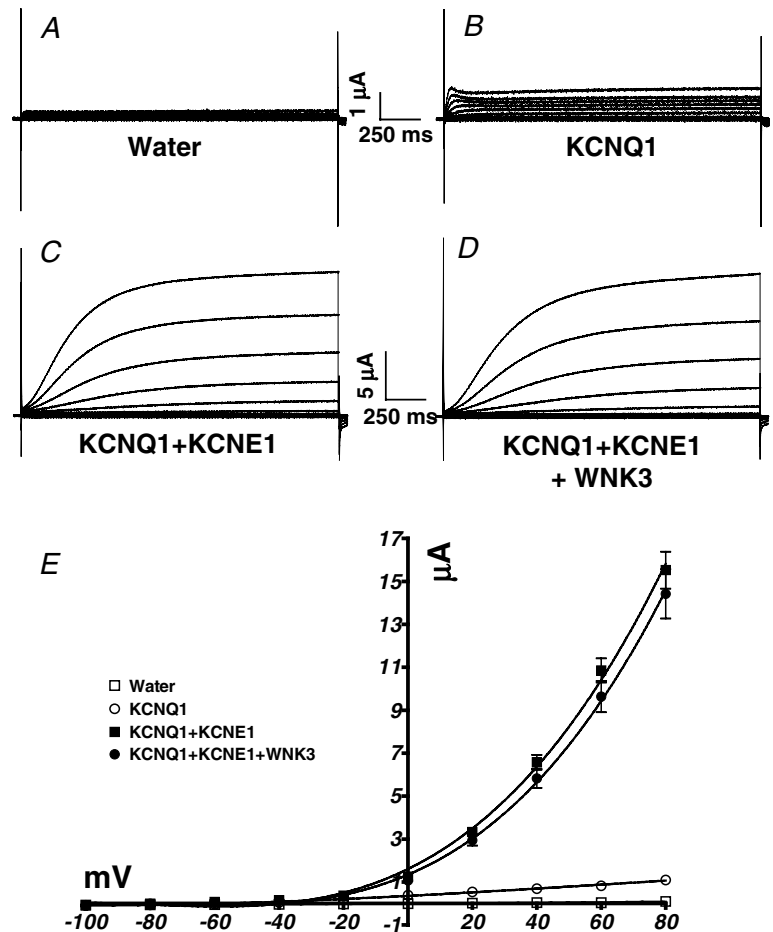 A
B
1 µA
250 ms
Water
KCNQ1
C
D
5 µA
250 ms
KCNQ1+KCNE1
KCNQ1+KCNE1
+ WNK3
E
µA
17
15
13
11
9
7
5
3
1
-1
Water
KCNQ1
KCNQ1+KCNE1
KCNQ1+KCNE1+WNK3
mV
-100 -80 -60 -40 -20 20 40 60 80